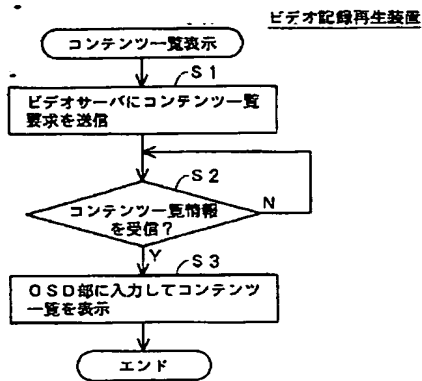 ビデオ記録再生装置
コンテンツ一覧表示
S1
ビデオサーバにコンテンツ一覧
要求を送信
S2
コンテンツ一覧情報
を受信？
N
Y
S3
OSD部に入力してコンテンツ
一覧を表示
エンド